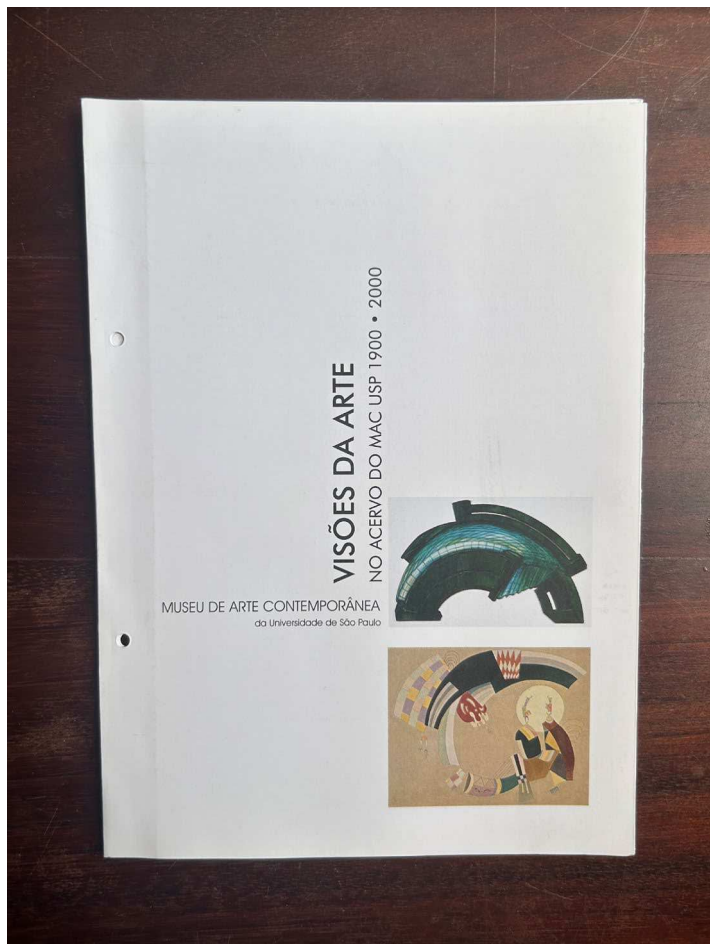 VISÕES DA ARTE
NO ACERVO DO MAC USP 1900 • 2000
MUSEU DE ARTE CONTEMPORÂNEA
da Universidade de São Paulo